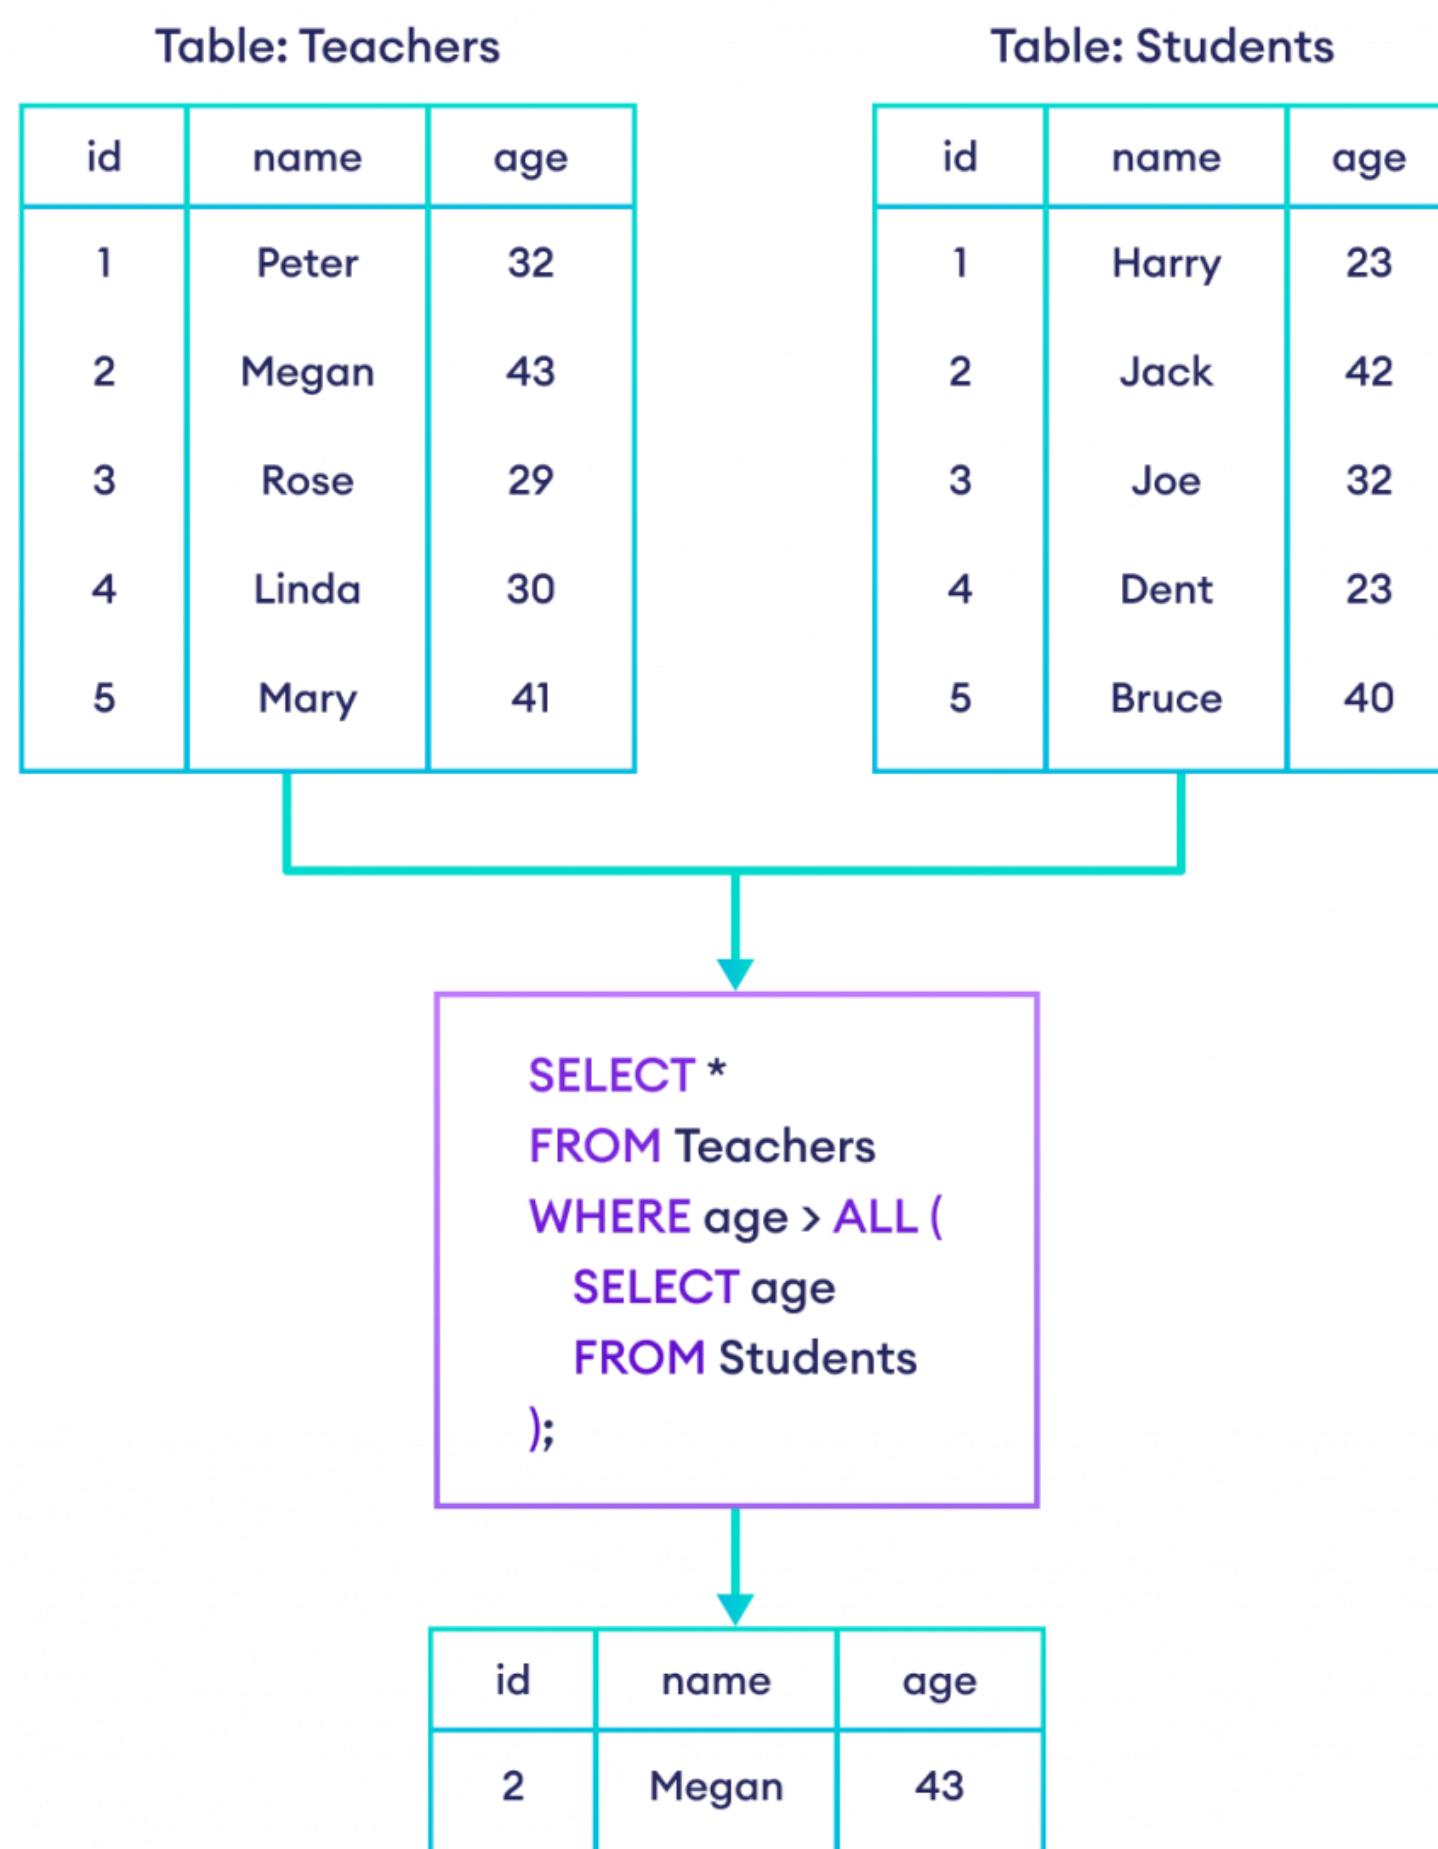 Table: Teachers
id name age
1 Peter 32
2 Megan 43
3 Rose 29
4 Linda 30
5 Mary 41
Table: Students
id name age
1 Harry 23
2 Jack 42
3 Joe 32
4 Dent 23
5 Bruce 40
SELECT *
FROM Teachers
WHERE age > ALL (
SELECT age
FROM Students
);
id name age
2 Megan 43